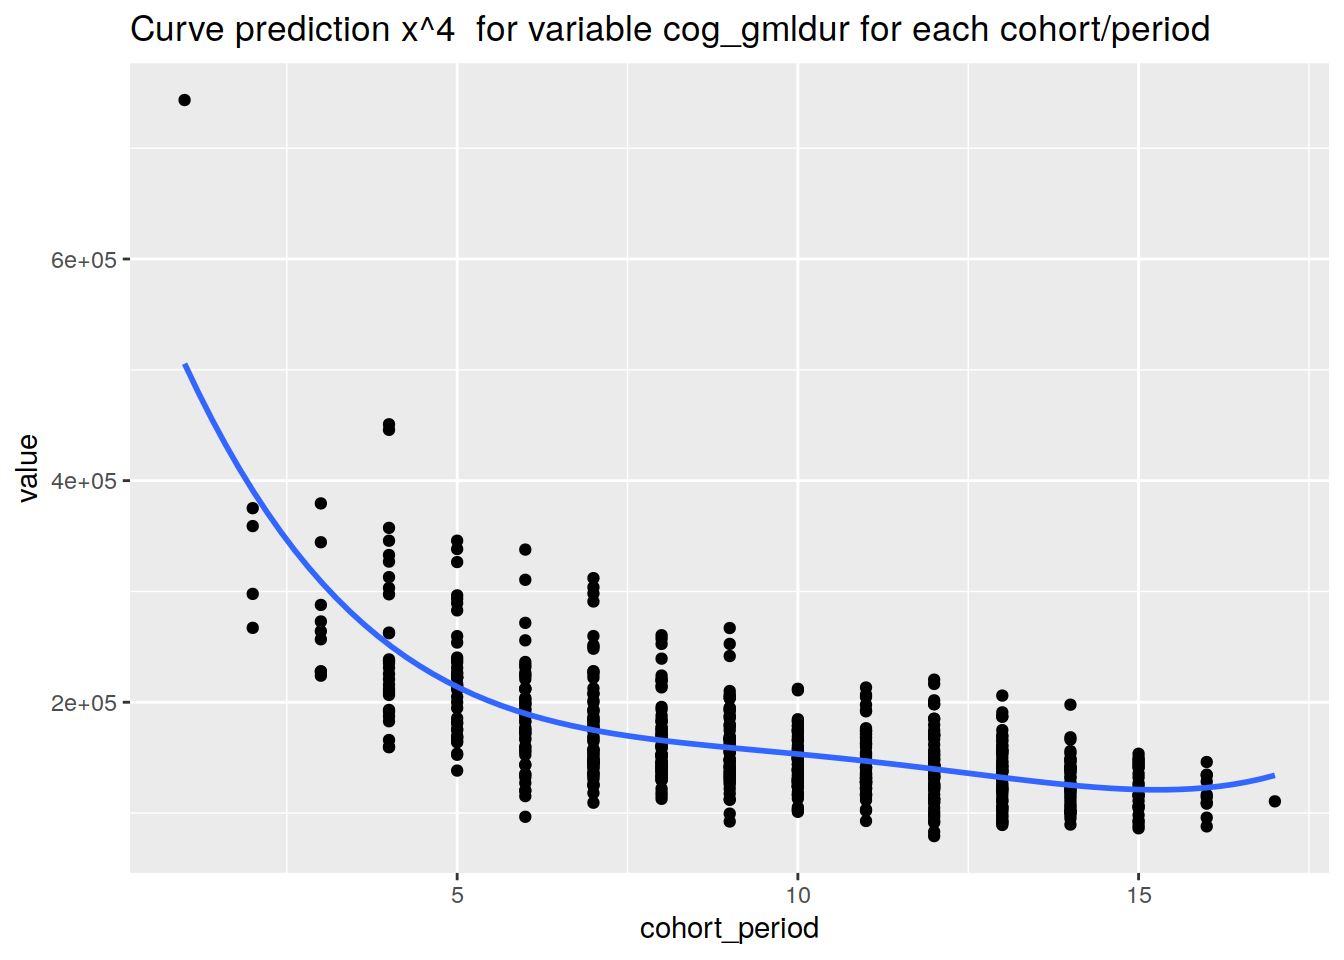 Curve prediction x^4  for variable cog_gmldur for each cohort/period
value
6e+05
4e+05
2e+05
5
10
15
cohort_period